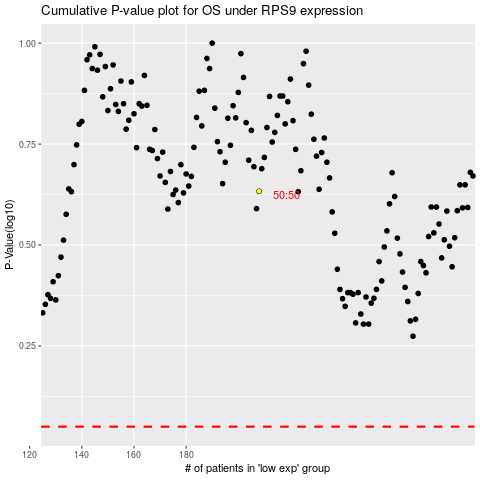 Cumulative P-value plot for OS under RPS9 expression
P-Value(log10)
1.00
0.75
0.50
0.25
50:50
120 140 160 180
# of patients in 'low exp' group